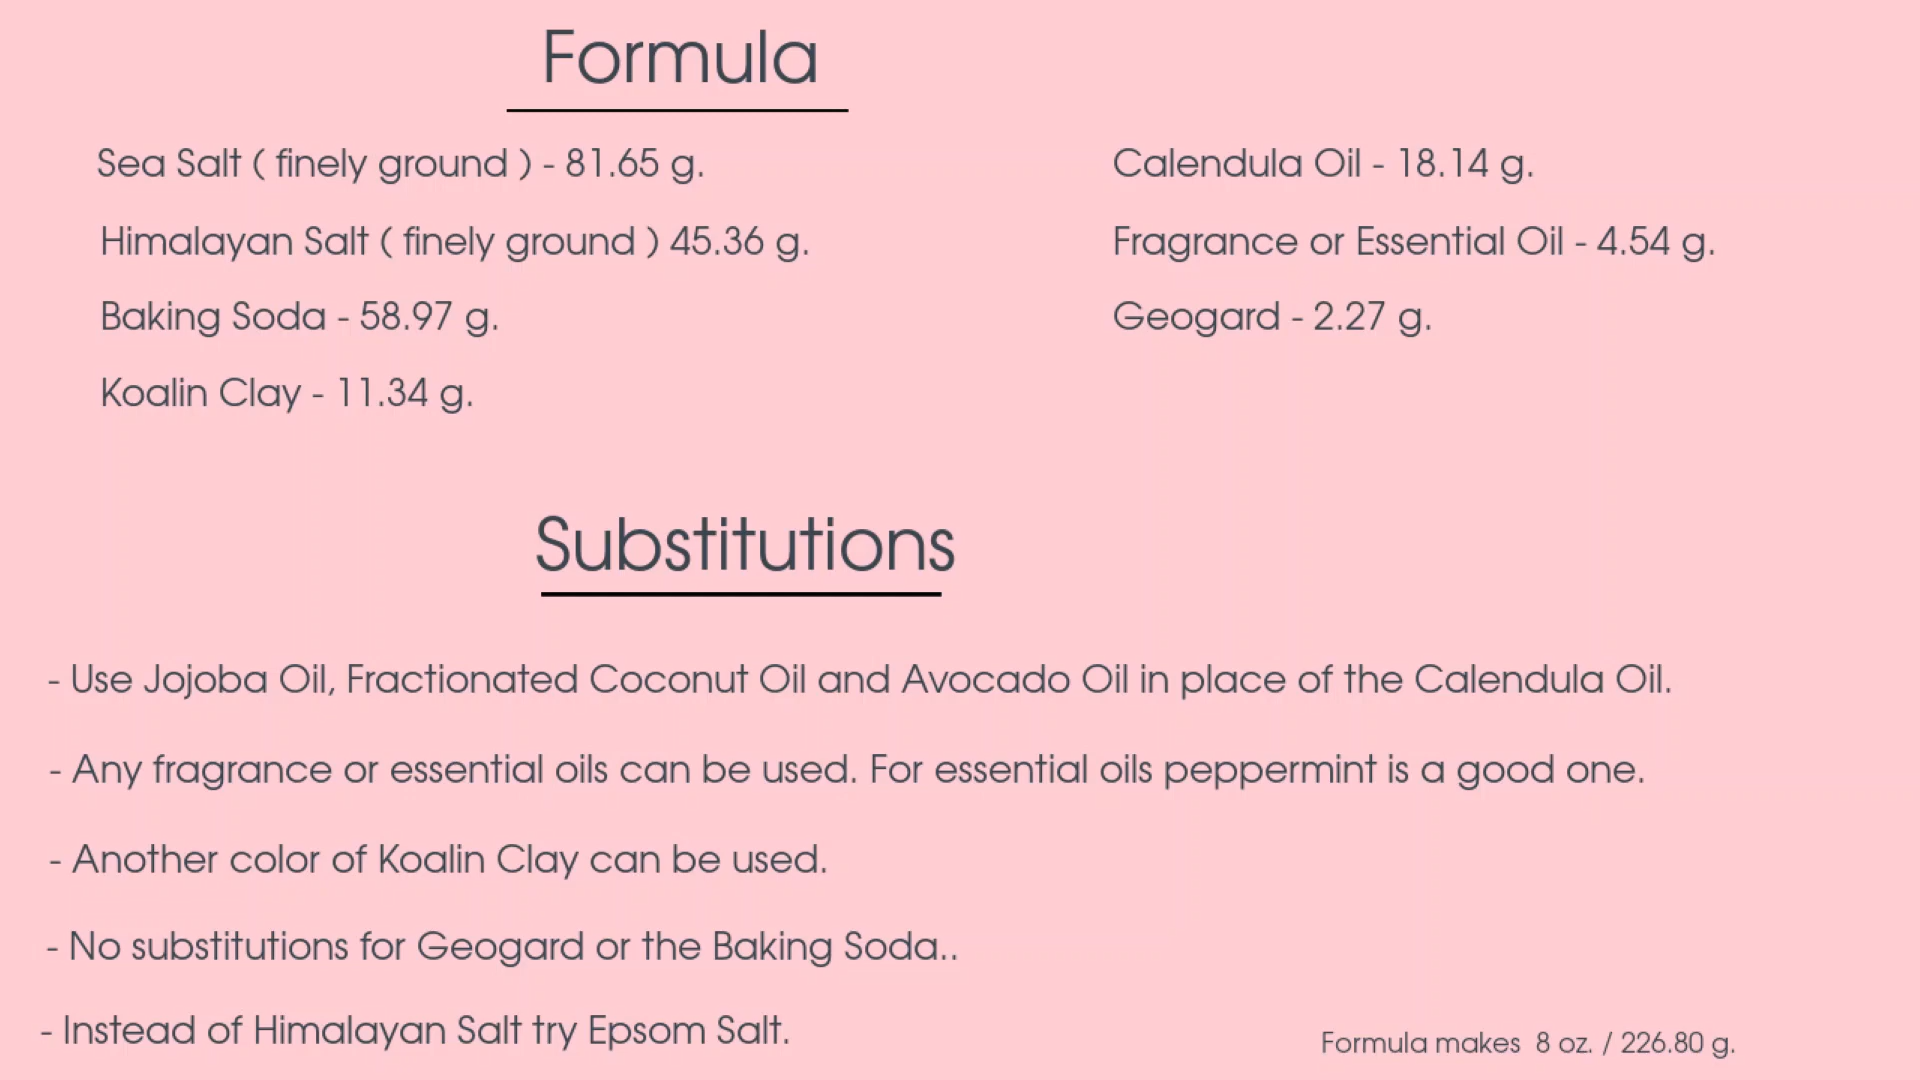 Formula
Sea Salt ( finely ground ) - 81.65 g.
Himalayan Salt ( finely ground ) 45.36 g.
Baking Soda - 58.97 g.
Koalin Clay - 11.34 g.
Calendula Oil - 18.14 g.
Fragrance or Essential Oil - 4.54 g.
Geogard - 2.27 g.
Substitutions
- Use Jojoba Oil, Fractionated Coconut Oil and Avocado Oil in place of the Calendula Oil.
- Any fragrance or essential oils can be used. For essential oils peppermint is a good one.
- Another color of Koalin Clay can be used.
- No substitutions for Geogard or the Baking Soda..
- Instead of Himalayan Salt try Epsom Salt.
Formula makes 8 oz. / 226.80 g.